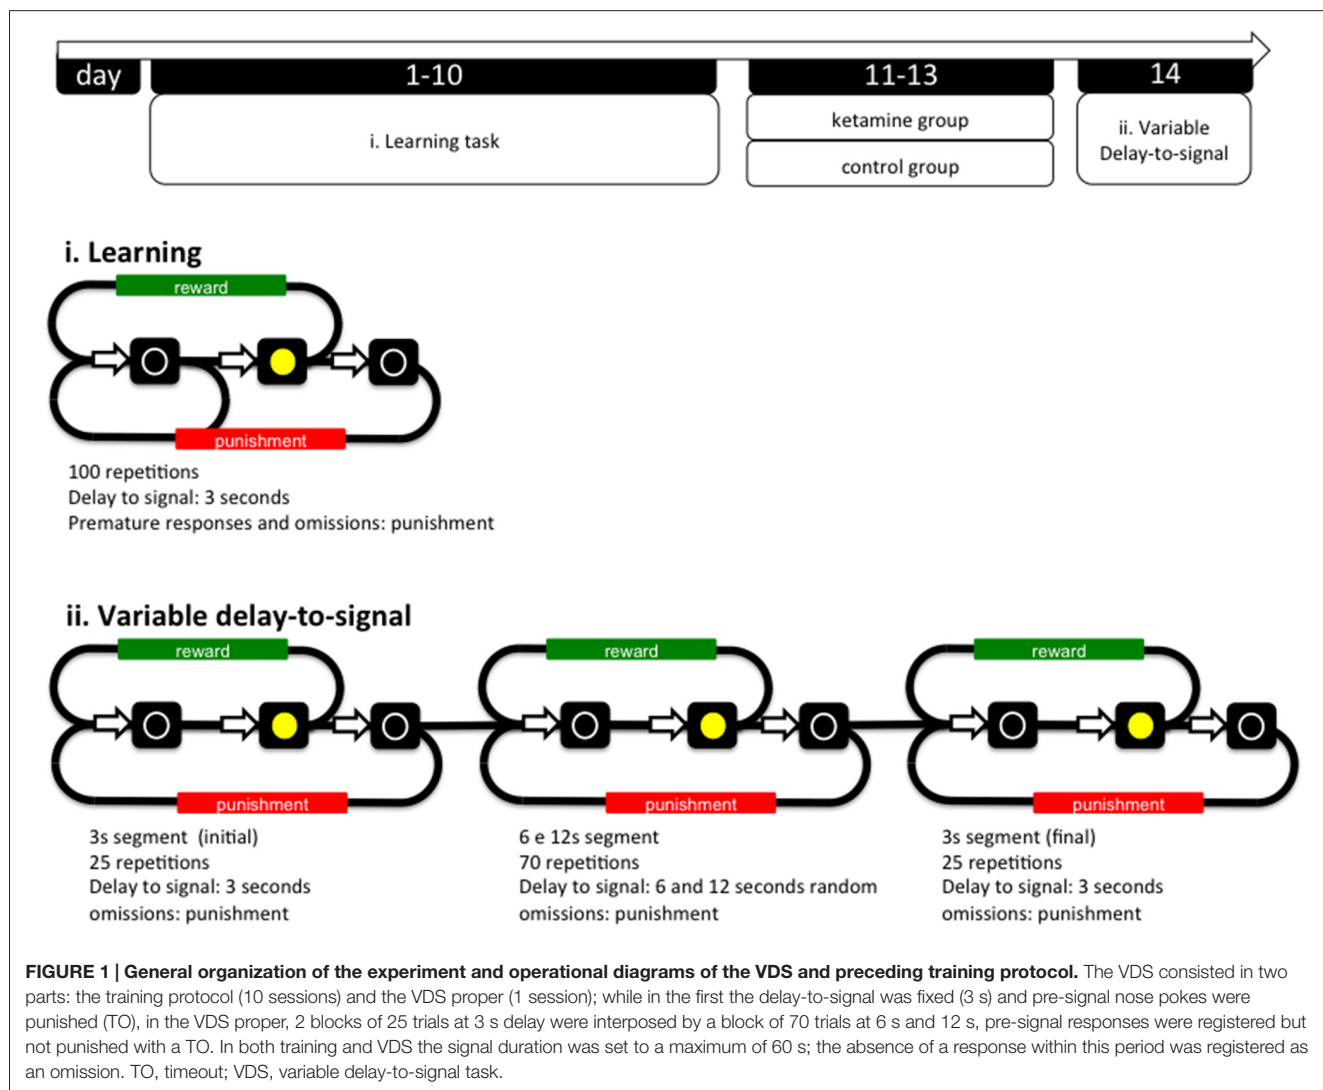 day
1-10
11-13
14
i. Learning task
ketamine group
control group
ii. Variable
Delay-to-signal
i. Learning
reward
punishment
100 repetitions
Delay to signal: 3 seconds
Premature responses and omissions: punishment
ii. Variable delay-to-signal
reward
punishment
3s segment (initial)
25 repetitions
Delay to signal: 3 seconds
omissions: punishment
reward
punishment
6 e 12s segment
70 repetitions
Delay to signal: 6 and 12 seconds random
omissions: punishment
reward
punishment
3s segment (final)
25 repetitions
Delay to signal: 3 seconds
omissions: punishment
FIGURE 1 | General organization of the experiment and operational diagrams of the VDS and preceding training protocol. The VDS consisted in two
parts: the training protocol (10 sessions) and the VDS proper (1 session); while in the first the delay-to-signal was fixed (3 s) and pre-signal nose pokes were
punished (TO), in the VDS proper, 2 blocks of 25 trials at 3 s delay were interposed by a block of 70 trials at 6 s and 12 s, pre-signal responses were registered but
not punished with a TO. In both training and VDS the signal duration was set to a maximum of 60 s; the absence of a response within this period was registered as
an omission. TO, timeout; VDS, variable delay-to-signal task.